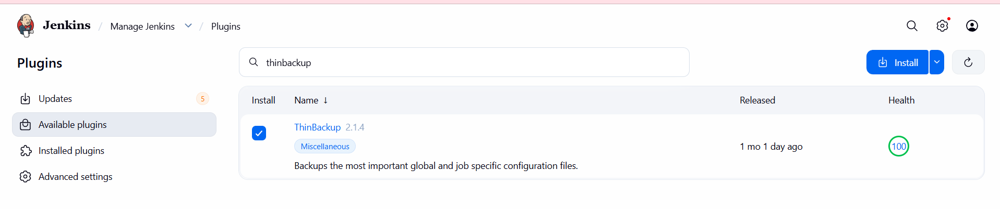 Jenkins / Manage Jenkins / Plugins
Plugins
thinbackup
Install
Updates 5
Available plugins
Installed plugins
Advanced settings
Install Name ↓ Released Health
ThinBackup 2.1.4
Miscellaneous
Backups the most important global and job specific configuration files.
1 mo 1 day ago
100